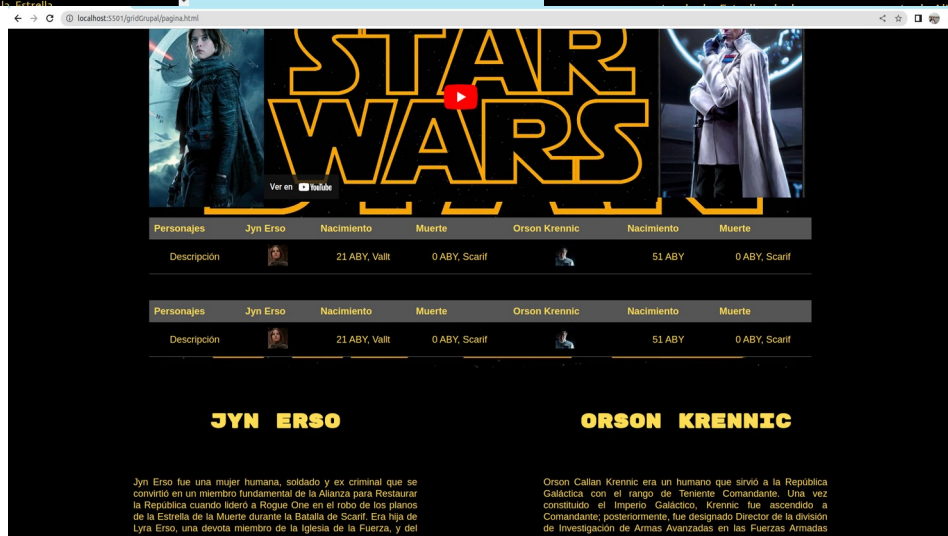 la Estrella
localhost:5501/gridGrupal/pagina.html
STAR
WARS
Ver en YouTube
Personajes Jyn Erso Nacimiento Muerte Orson Krennic Nacimiento Muerte
Descripción 21 ABY, Vallt 0 ABY, Scarif 51 ABY 0 ABY, Scarif
Personajes Jyn Erso Nacimiento Muerte Orson Krennic Nacimiento Muerte
Descripción 21 ABY, Vallt 0 ABY, Scarif 51 ABY 0 ABY, Scarif
JYN ERSO
Jyn Erso fue una mujer humana, soldado y ex criminal que se
convirtió en un miembro fundamental de la Alianza para Restaurar
la República cuando lideró a Rogue One en el robo de los planos
de la Estrella de la Muerte durante la Batalla de Scarif. Era hija de
Lyra Erso, una devota miembro de la Iglesia de la Fuerza, y del
ORSON KRENNIC
Orson Callan Krennic era un humano que sirvió a la República
Galáctica con el rango de Teniente Comandante. Una vez
constituido el Imperio Galáctico, Krennic fue ascendido a
Comandante; posteriormente, fue designado Director de la división
de Investigación de Armas Avanzadas en las Fuerzas Armadas